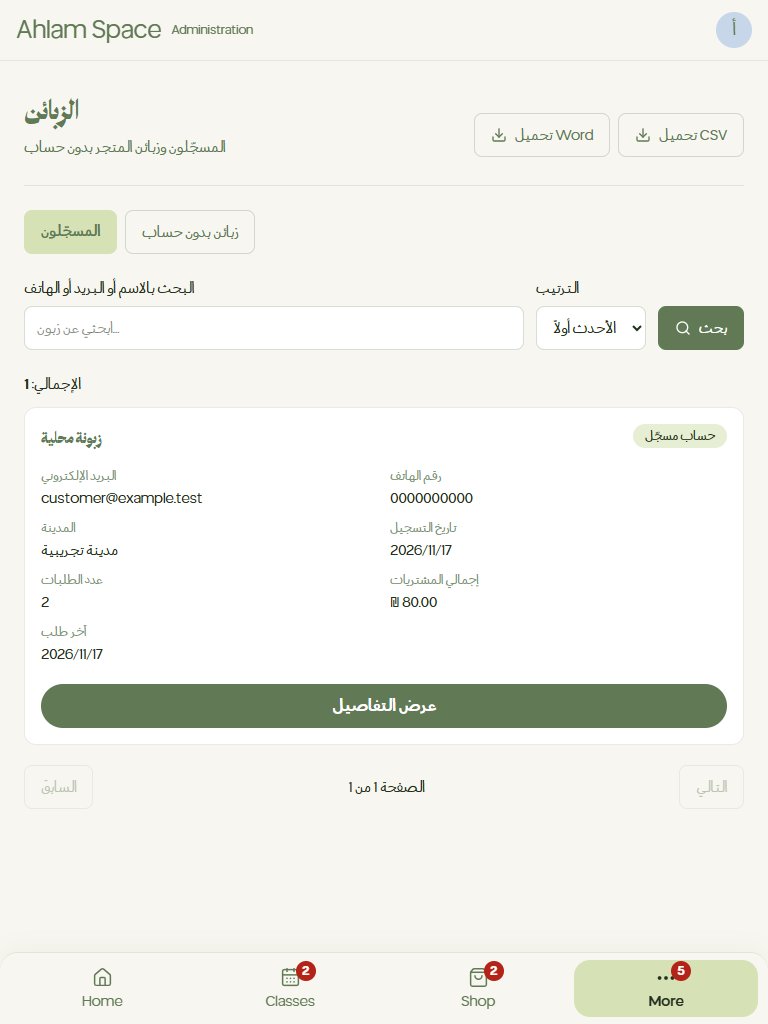 Ahlam Space Administration
أ
الزبائن
المسجّلون وزبائن المتجر بدون حساب
تحميل Word
تحميل CSV
المسجّلون
زبائن بدون حساب
البحث بالاسم أو البريد أو الهاتف
الترتيب
ابحثي عن زبون...
الأحدث أولاً
بحث
الإجمالي: 1
زبونة محلية
حساب مسجّل
البريد الإلكتروني
customer@example.test
رقم الهاتف
0000000000
المدينة
مدينة تجريبية
تاريخ التسجيل
2026/11/17
عدد الطلبات
2
إجمالي المشتريات
₪ 80.00
آخر طلب
2026/11/17
عرض التفاصيل
السابق
الصفحة 1 من 1
التالي
Home
2
Classes
2
Shop
5
More